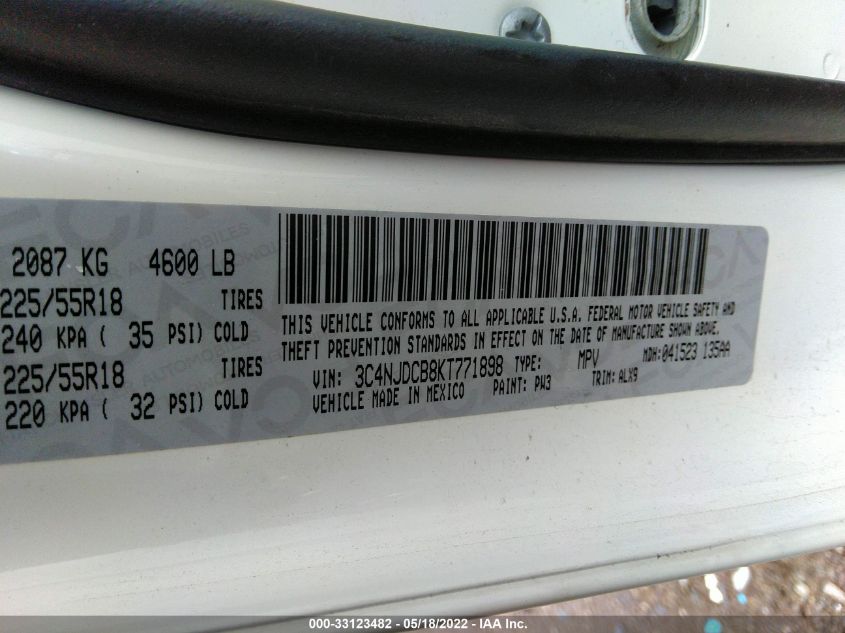 2087 KG 4600 LB
225/55R18 TIRES
240 KPA ( 35 PSI) COLD
225/55R18 TIRES
220 KPA ( 32 PSI) COLD
THIS VEHICLE CONFORMS TO ALL APPLICABLE U.S.A. FEDERAL MOTOR VEHICLE SAFETY AND
THEFT PREVENTION STANDARDS IN EFFECT ON THE DATE OF MANUFACTURE SHOWN ABOVE.
VIN: 3C4NJDCB8KT771898 TYPE: MPV MDH: 041523 135AA
VEHICLE MADE IN MEXICO PAINT: PW3 TRIM: ALX9
000-33123482 - 05/18/2022 - IAA Inc.